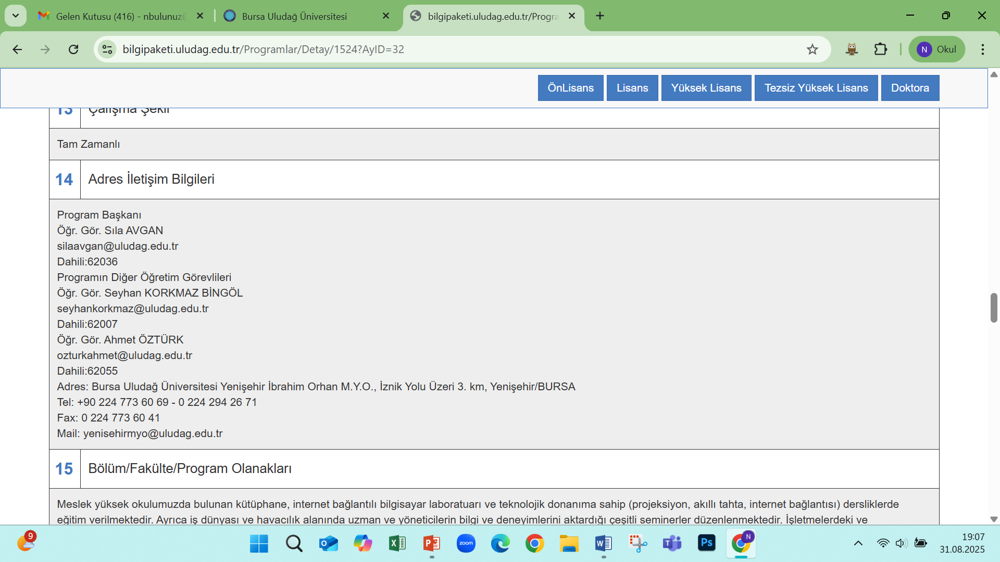 Gelen Kutusu (416) - nbulunuz@
Bursa Uludağ Üniversitesi
bilgipaketi.uludag.edu.tr/Progra
bilgipaketi.uludag.edu.tr/Programlar/Detay/1524?AyID=32
N Okul
ÖnLisans
Lisans
Yüksek Lisans
Tezsiz Yüksek Lisans
Doktora
13 Çalışma Şekli
Tam Zamanlı
14 Adres İletişim Bilgileri
Program Başkanı
Öğr. Gör. Sıla AVGAN
silaavgan@uludag.edu.tr
Dahili:62036
Programın Diğer Öğretim Görevlileri
Öğr. Gör. Seyhan KORKMAZ BİNGÖL
seyhankorkmaz@uludag.edu.tr
Dahili:62007
Öğr. Gör. Ahmet ÖZTÜRK
ozturkahmet@uludag.edu.tr
Dahili:62055
Adres: Bursa Uludağ Üniversitesi Yenişehir İbrahim Orhan M.Y.O., İznik Yolu Üzeri 3. km, Yenişehir/BURSA
Tel: +90 224 773 60 69 - 0 224 294 26 71
Fax: 0 224 773 60 41
Mail: yenisehirmyo@uludag.edu.tr
15 Bölüm/Fakülte/Program Olanakları
Meslek yüksek okulumuzda bulunan kütüphane, internet bağlantılı bilgisayar laboratuarı ve teknolojik donanıma sahip (projeksiyon, akıllı tahta, internet bağlantısı) dersliklerde
eğitim verilmektedir. Ayrıca iş dünyası ve havacılık alanında uzman ve yöneticilerin bilgi ve deneyimlerini aktardığı çeşitli seminerler düzenlenmektedir. İşletmelerdeki ve
9
O
X
P
zoom
W
T
Ps
N
19:07
31.08.2025